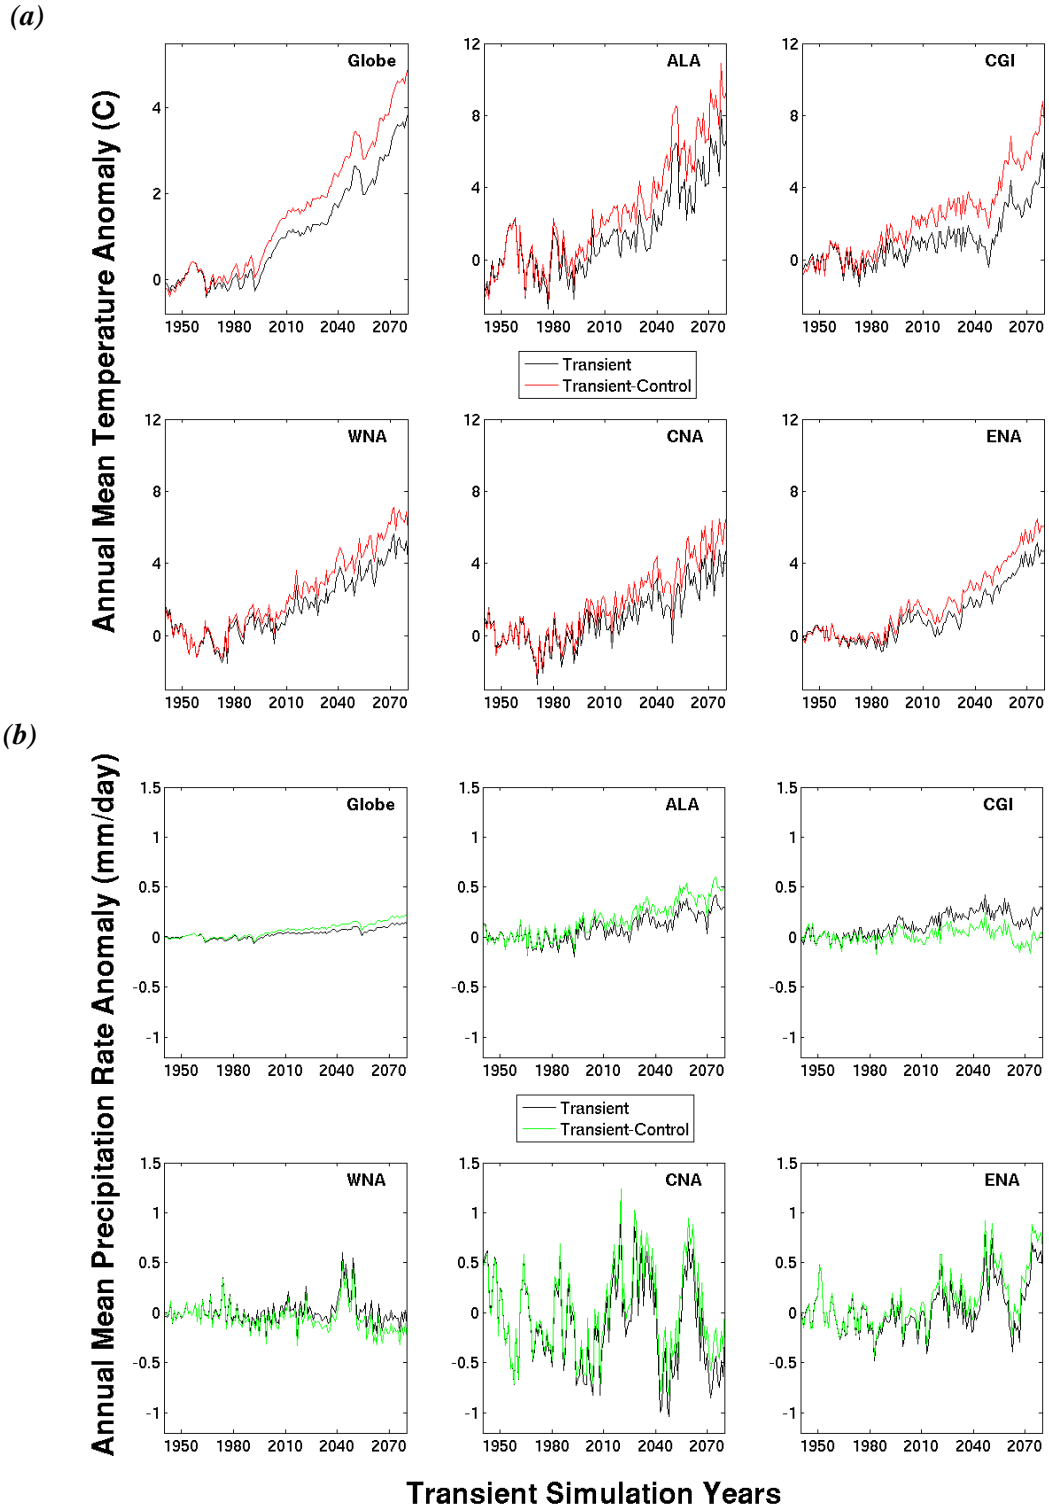 (a)
Annual Mean Temperature Anomaly (C)
Globe
4
2
0
1950 1980 2010 2040 2070
ALA
12
8
4
0
1950 1980 2010 2040 2070
CGI
12
8
4
0
1950 1980 2010 2040 2070
Transient
Transient-Control
WNA
12
8
4
0
1950 1980 2010 2040 2070
CNA
12
8
4
0
1950 1980 2010 2040 2070
ENA
12
8
4
0
1950 1980 2010 2040 2070
(b)
Annual Mean Precipitation Rate Anomaly (mm/day)
Globe
1.5
1
0.5
0
-0.5
-1
1950 1980 2010 2040 2070
ALA
1.5
1
0.5
0
-0.5
-1
1950 1980 2010 2040 2070
CGI
1.5
1
0.5
0
-0.5
-1
1950 1980 2010 2040 2070
Transient
Transient-Control
WNA
1.5
1
0.5
0
-0.5
-1
1950 1980 2010 2040 2070
CNA
1.5
1
0.5
0
-0.5
-1
1950 1980 2010 2040 2070
ENA
1.5
1
0.5
0
-0.5
-1
1950 1980 2010 2040 2070
Transient Simulation Years